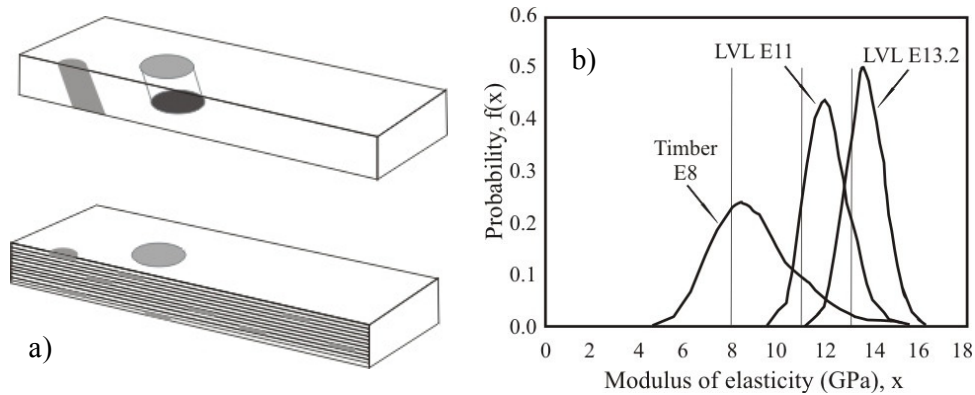 a)
b)
0.6
LVL E11
LVL E13.2
0.5
0.4
Timber
E8
0.3
0.2
0.1
0.0
Probability, f(x)
0 2 4 6 8 10 12 14 16 18
Modulus of elasticity (GPa), x